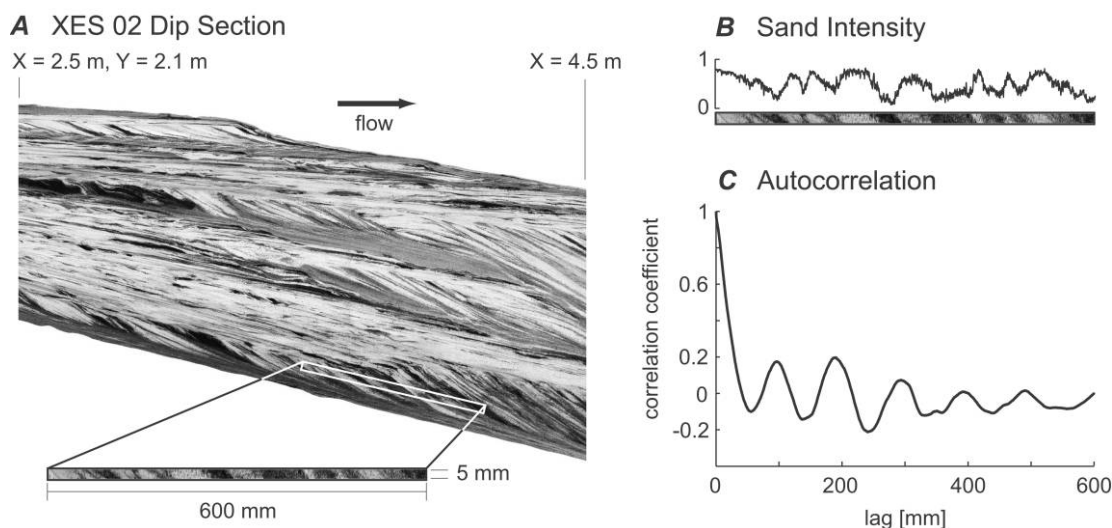 A XES 02 Dip Section
X = 2.5 m, Y = 2.1 m
X = 4.5 m
flow
5 mm
600 mm
B Sand Intensity
1
0
C Autocorrelation
1
0.6
0.2
0
-0.2
correlation coefficient
0 200 400 600
lag [mm]